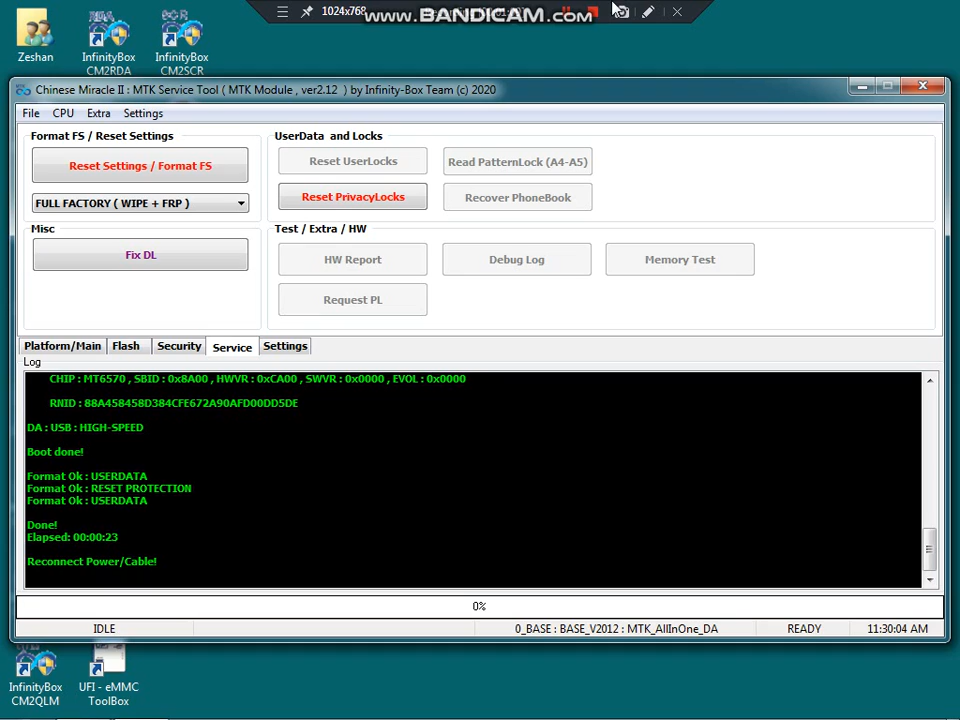 1024x768
www.BANDICAM.com
Zeshan
InfinityBox
CM2RDA
InfinityBox
CM2SCR
Chinese Miracle II : MTK Service Tool ( MTK Module , ver2.12 ) by Infinity-Box Team (c) 2020
File CPU Extra Settings
Format FS / Reset Settings
Reset Settings / Format FS
FULL FACTORY ( WIPE + FRP )
Misc
Fix DL
UserData and Locks
Reset UserLocks
Read PatternLock (A4-A5)
Reset PrivacyLocks
Recover PhoneBook
Test / Extra / HW
HW Report
Debug Log
Memory Test
Request PL
Platform/Main Flash Security Service Settings
Log
CHIP : MT6570 , SBID : 0x8A00 , HWVR : 0xCA00 , SWVR : 0x0000 , EVOL : 0x0000
RNID : 88A458458D384CFE672A90AFD00DD5DE
DA : USB : HIGH-SPEED
Boot done!
Format Ok : USERDATA
Format Ok : RESET PROTECTION
Format Ok : USERDATA
Done!
Elapsed: 00:00:23
Reconnect Power/Cable!
0%
IDLE
0_BASE : BASE_V2012 : MTK_AllInOne_DA
READY
11:30:04 AM
InfinityBox
CM2QLM
UFI - eMMC
ToolBox